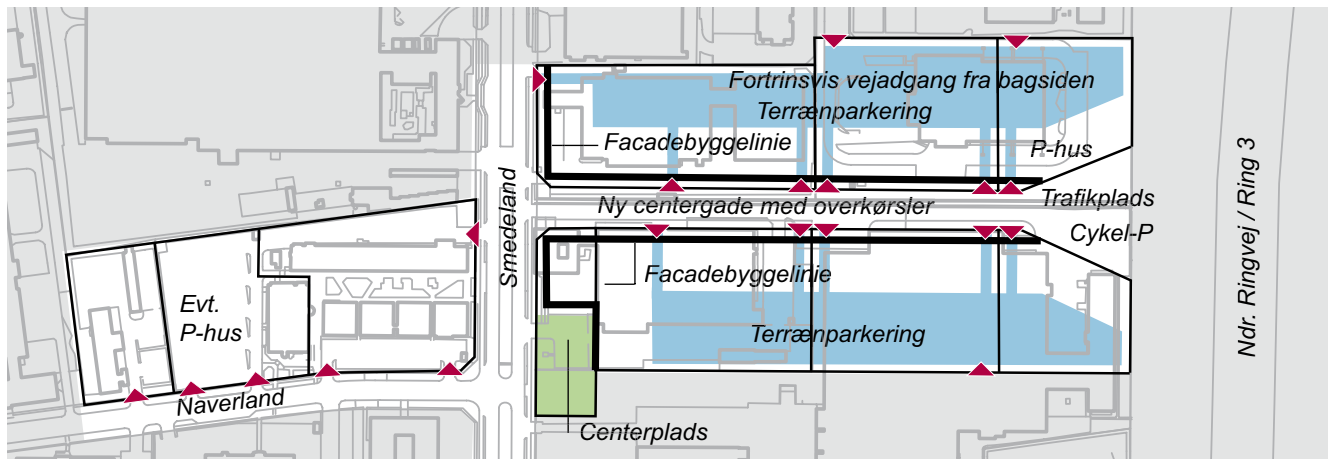 Fortrinsvis vejadgang fra bagsiden
Terrænparkering
Facadebyggelinie
P-hus
Trafikplads
Ny centergade med overkørsler
Cykel-P
Smedeland
Ndr. Ringvej / Ring 3
Facadebyggelinie
Evt.
P-hus
Terrænparkering
Naverland
Centerplads